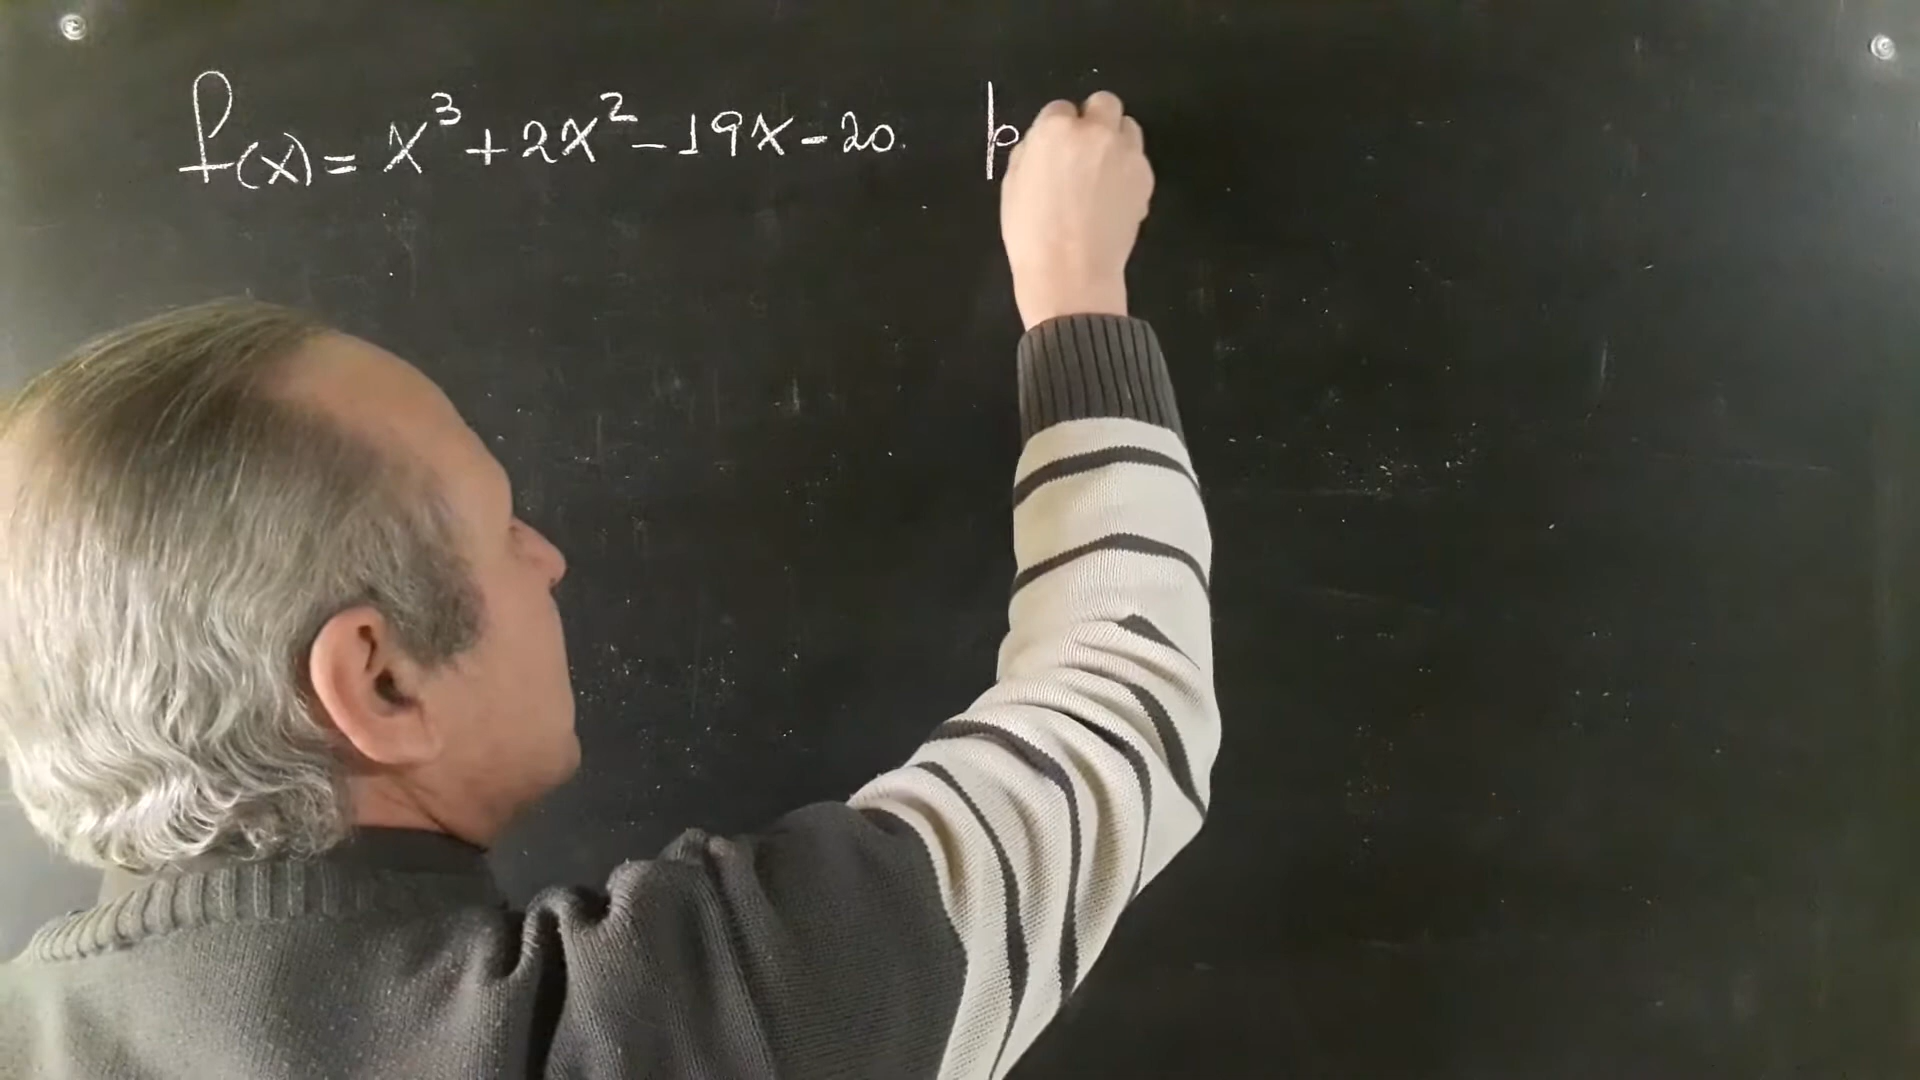 f(x) = x³ + 2x² - 19x - 20 p